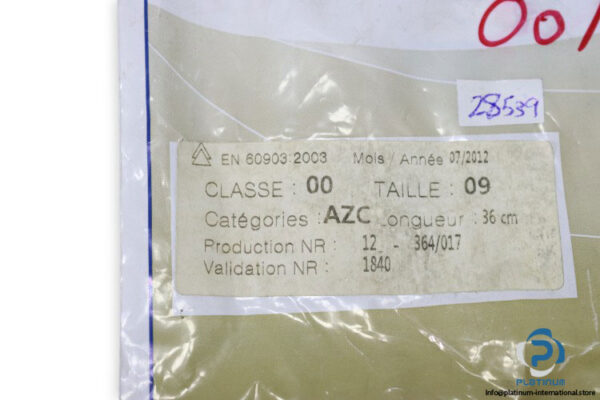 00/
28539
EN 60903:2003 Mois / Année 07/2012
CLASSE : 00 TAILLE : 09
Catégories : AZC Longueur : 36 cm
Production NR : 12 - 364/017
Validation NR : 1840
PLATINUM
info@platinum-international.store